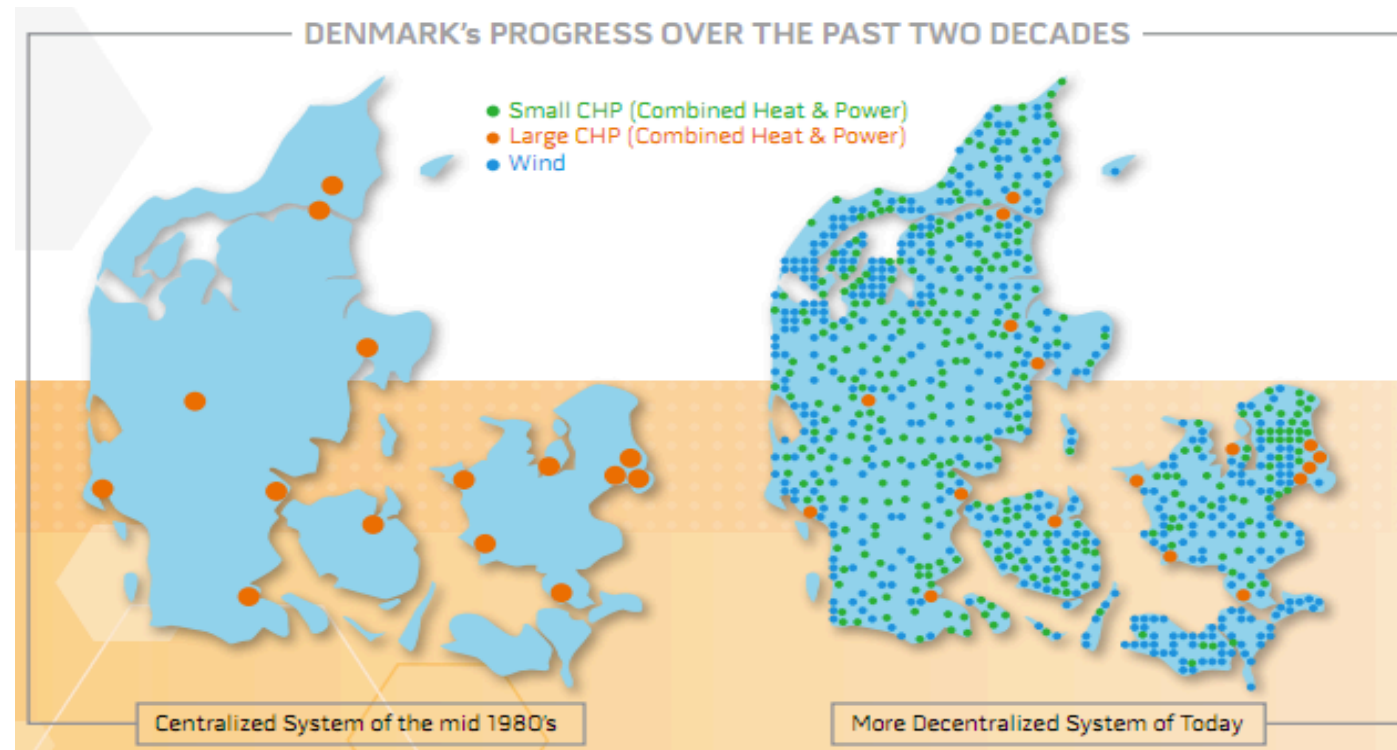 DENMARK's PROGRESS OVER THE PAST TWO DECADES
Small CHP (Combined Heat & Power)
Large CHP (Combined Heat & Power)
Wind
Centralized System of the mid 1980's
More Decentralized System of Today